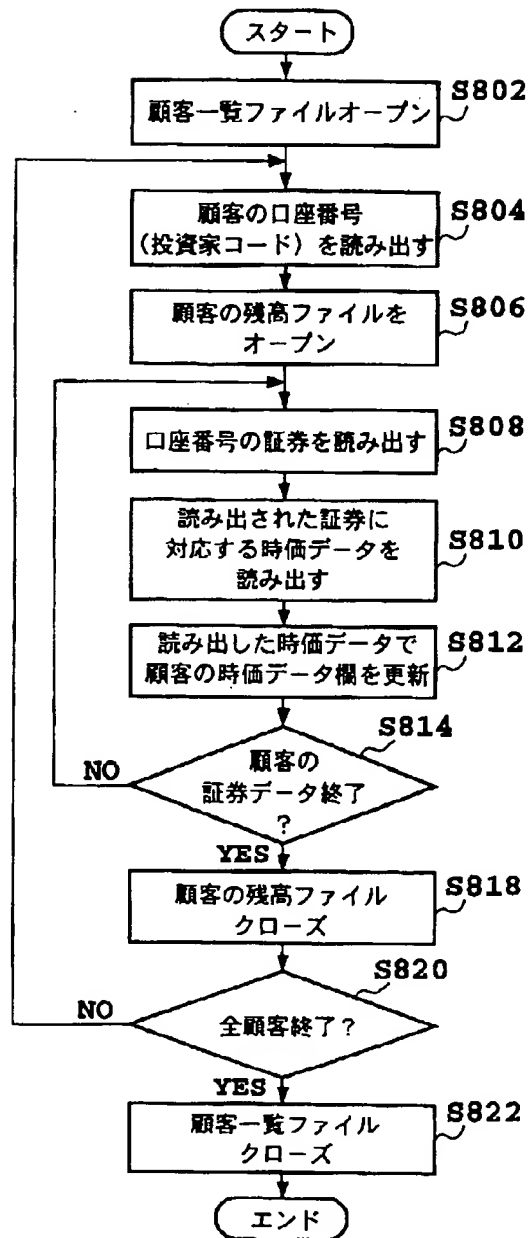 スタート
S802
顧客一覧ファイルオープン
S804
顧客の口座番号
(投資家コード)を読み出す
S806
顧客の残高ファイルを
オープン
S808
口座番号の証券を読み出す
S810
読み出された証券に
対応する時価データを
読み出す
S812
読み出した時価データで
顧客の時価データ欄を更新
S814
顧客の
証券データ終了
?
NO
YES
S818
顧客の残高ファイル
クローズ
S820
全顧客終了?
NO
YES
S822
顧客一覧ファイル
クローズ
エンド